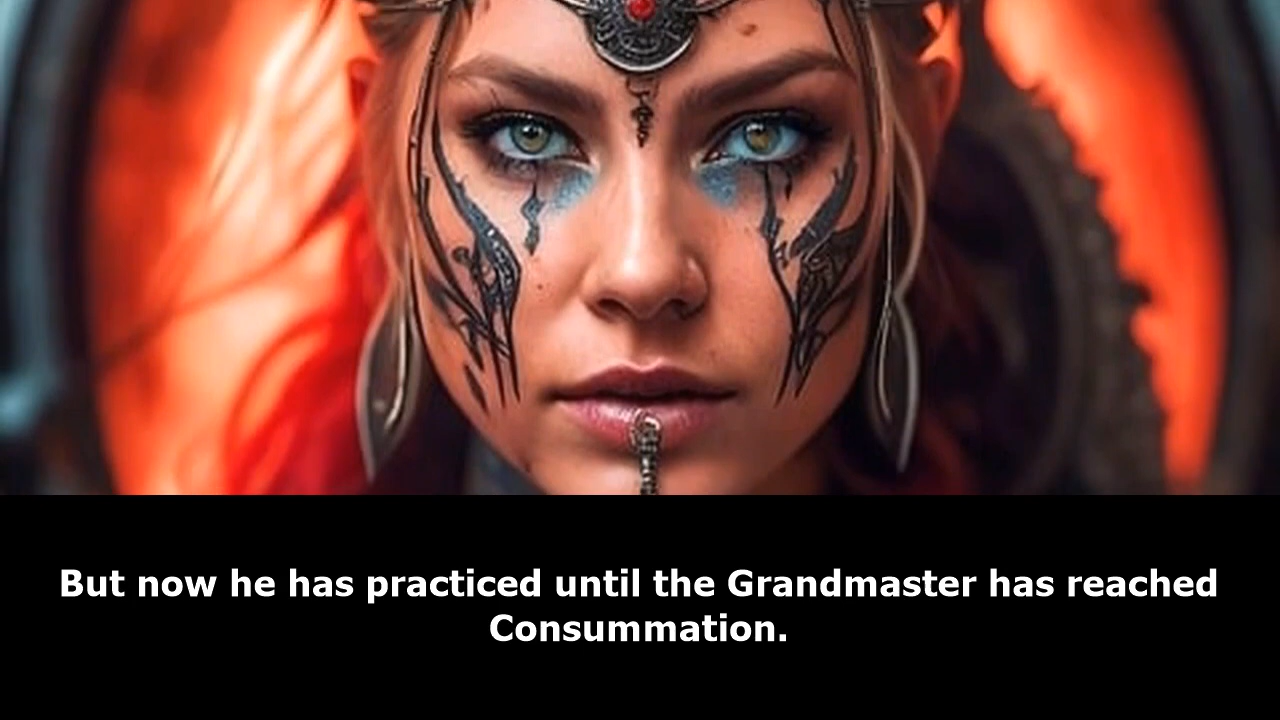 But now he has practiced until the Grandmaster has reached
Consummation.